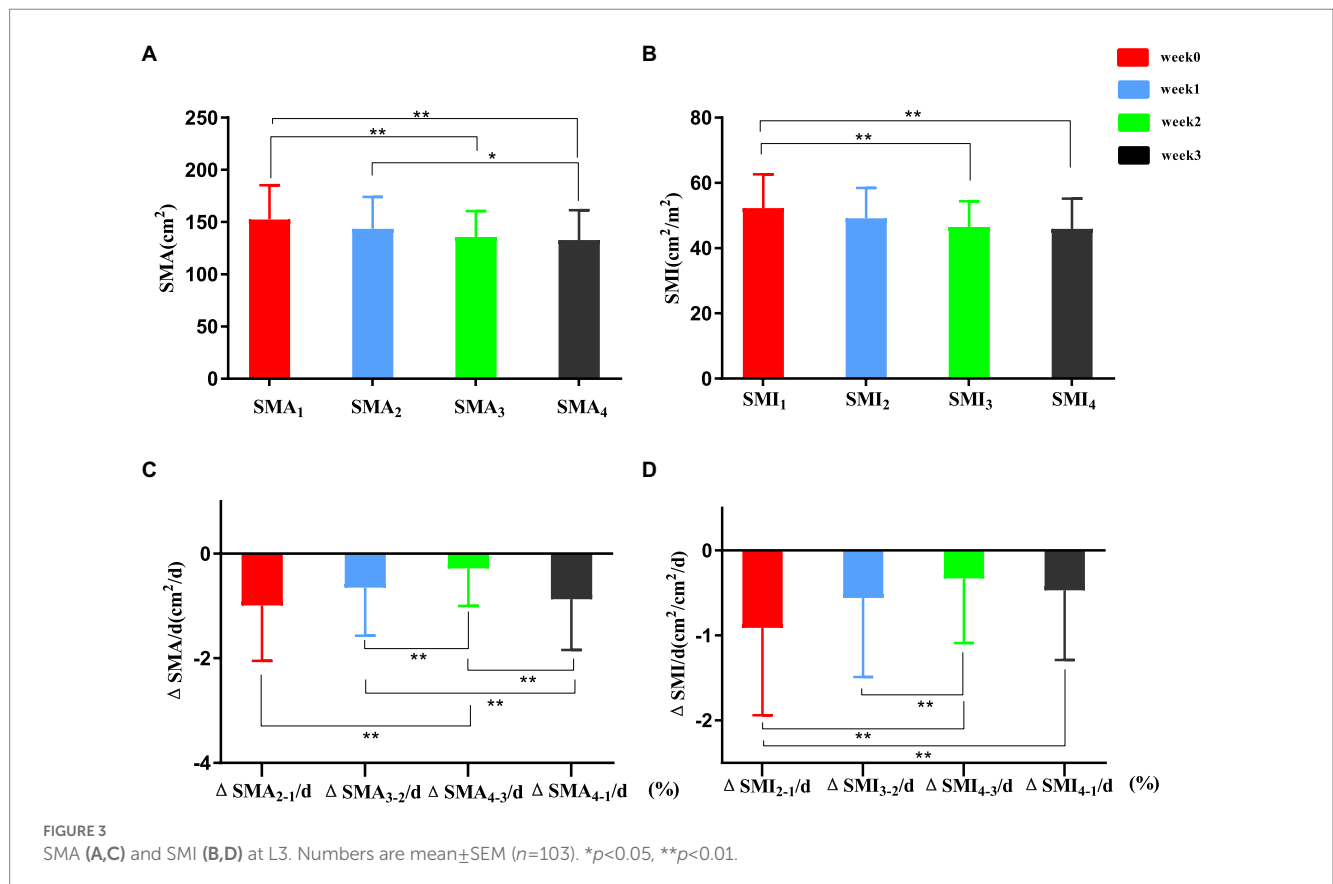 A
B
week0
week1
week2
week3
250
200
150
100
50
0
SMA(cm²)
**
**
*
SMA₁ SMA₂ SMA₃ SMA₄
80
60
40
20
0
SMI(cm²/m²)
**
**
SMI₁ SMI₂ SMI₃ SMI₄
C
D
0
-2
-4
Δ SMA/d(cm²/d)
**
**
**
**
Δ SMA₂₋₁/d Δ SMA₃₋₂/d Δ SMA₄₋₃/d Δ SMA₄₋₁/d (%)
0
-1
-2
Δ SMI/d(cm²/cm²/d)
**
**
**
Δ SMI₂₋₁/d Δ SMI₃₋₂/d Δ SMI₄₋₃/d Δ SMI₄₋₁/d (%)
FIGURE 3
SMA (A,C) and SMI (B,D) at L3. Numbers are mean±SEM (n=103). *p<0.05, **p<0.01.